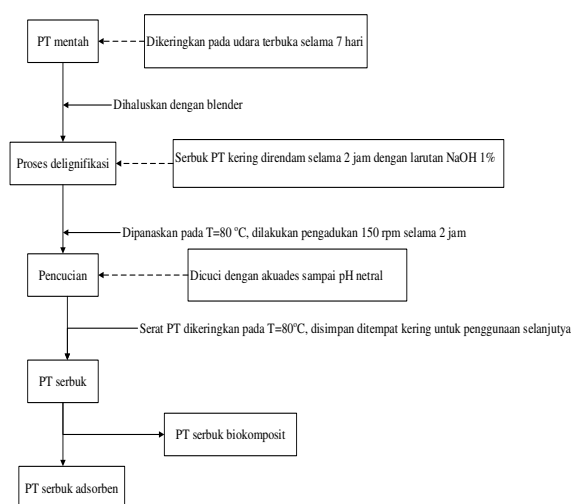 PT mentah
Dikeringkan pada udara terbuka selama 7 hari
Dihaluskan dengan blender
Proses delignifikasi
Serbuk PT kering direndam selama 2 jam dengan larutan NaOH 1%
Dipanaskan pada T=80 °C, dilakukan pengadukan 150 rpm selama 2 jam
Pencucian
Dicuci dengan akuades sampai pH netral
Serat PT dikeringkan pada T=80°C, disimpan ditempat kering untuk penggunaan selanjutya
PT serbuk
PT serbuk biokomposit
PT serbuk adsorben